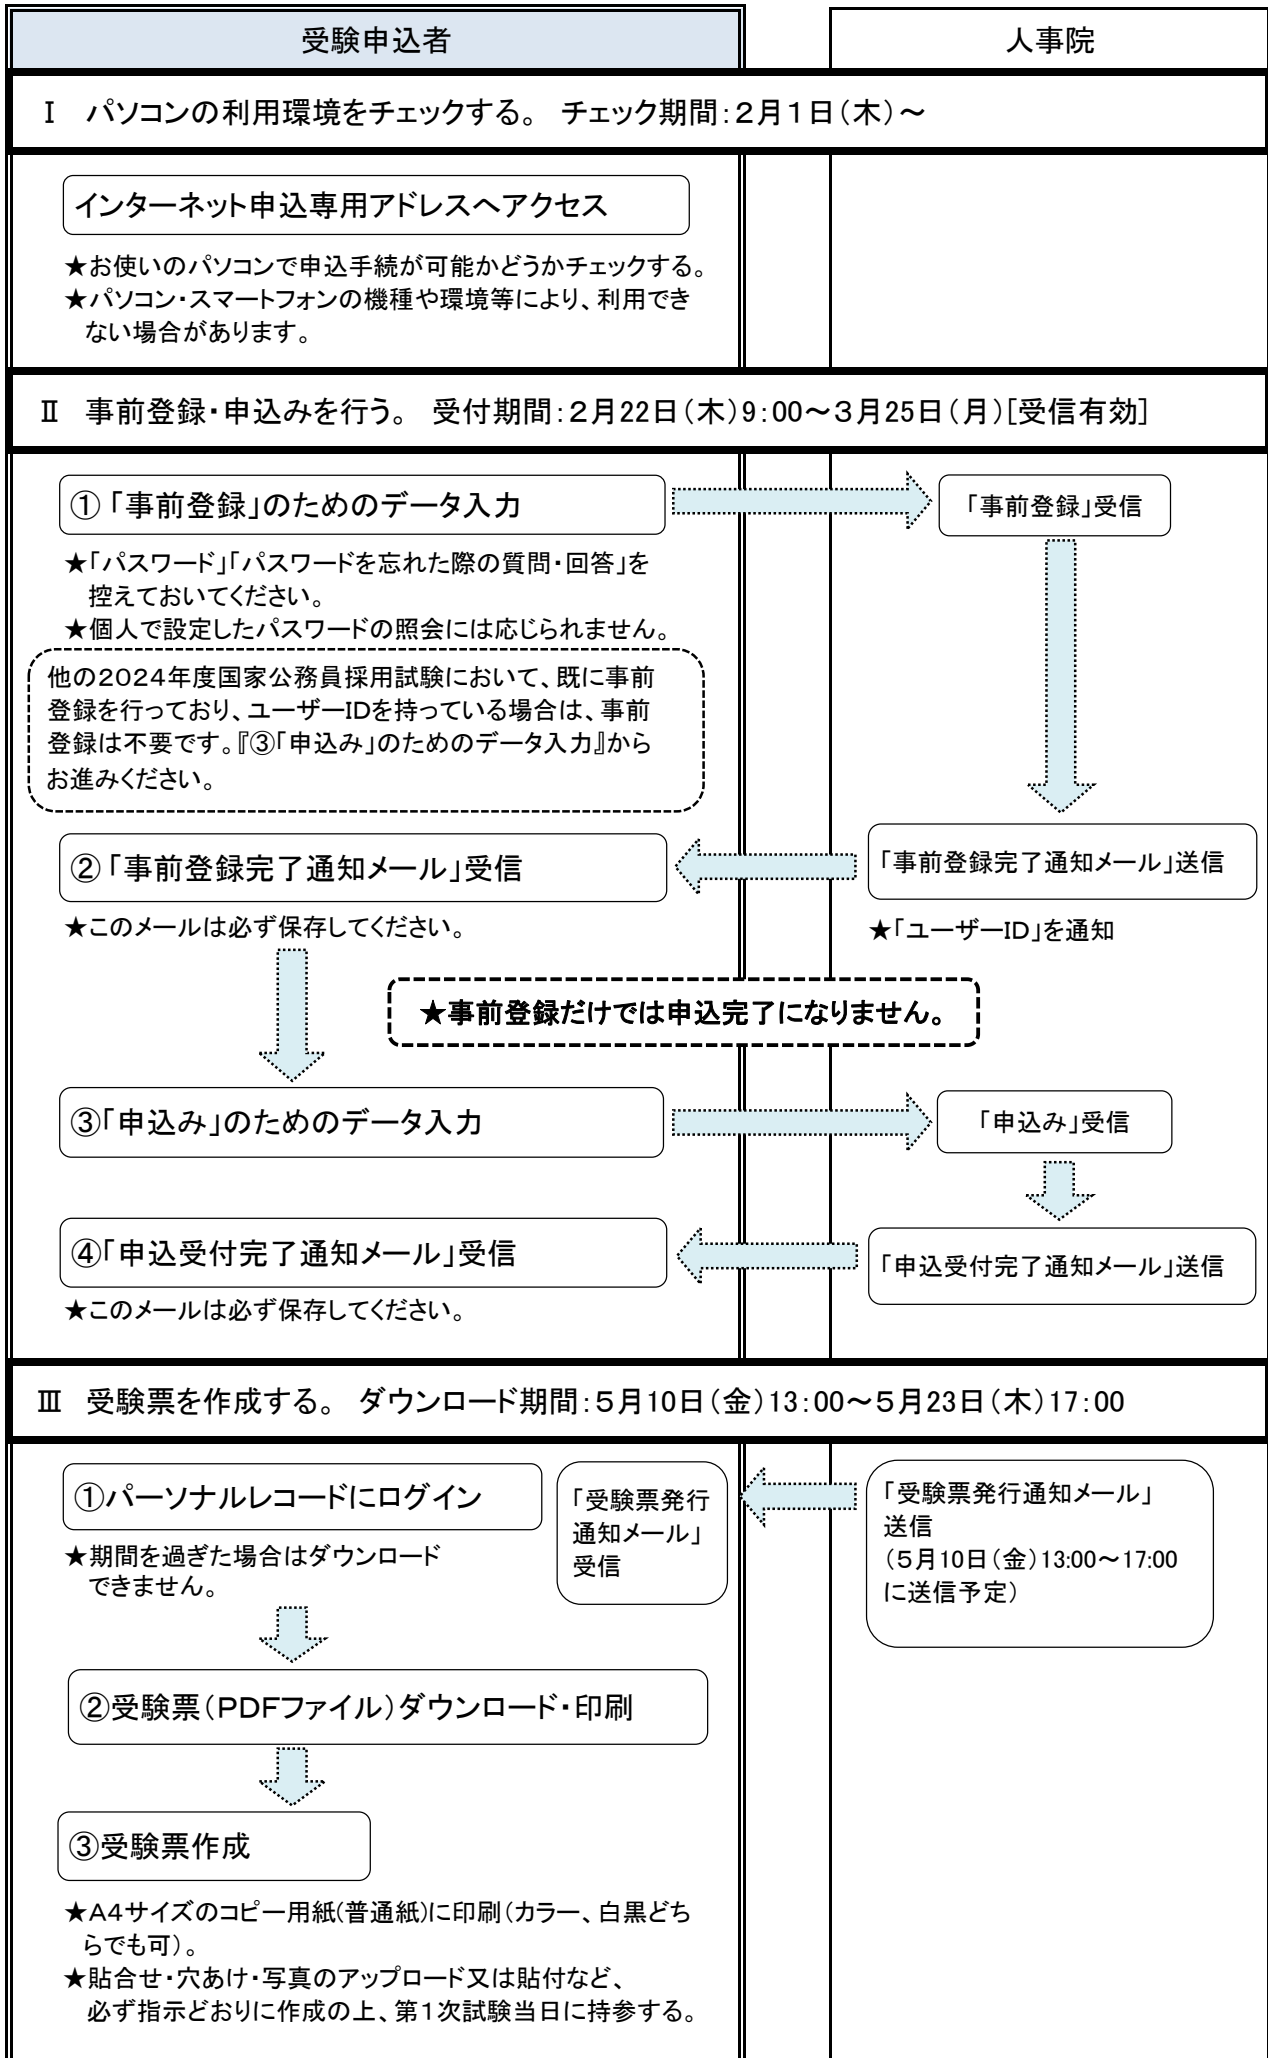 受験申込者
人事院
Ⅰ　パソコンの利用環境をチェックする。　チェック期間：２月１日（木）～
インターネット申込専用アドレスへアクセス
★お使いのパソコンで申込手続が可能かどうかチェックする。
★パソコン・スマートフォンの機種や環境等により、利用でき
ない場合があります。
Ⅱ　事前登録・申込みを行う。　受付期間：２月22日（木）9：00～３月25日（月）[受信有効]
①「事前登録」のためのデータ入力
「事前登録」受信
★「パスワード」「パスワードを忘れた際の質問・回答」を
控えておいてください。
★個人で設定したパスワードの照会には応じられません。
他の２０２４年度国家公務員採用試験において、既に事前
登録を行っており、ユーザーIDを持っている場合は、事前
登録は不要です。『③「申込み」のためのデータ入力』から
お進みください。
②「事前登録完了通知メール」受信
「事前登録完了通知メール」送信
★このメールは必ず保存してください。
★「ユーザーID」を通知
★事前登録だけでは申込完了になりません。
③「申込み」のためのデータ入力
「申込み」受信
④「申込受付完了通知メール」受信
「申込受付完了通知メール」送信
★このメールは必ず保存してください。
Ⅲ　受験票を作成する。　ダウンロード期間：５月10日（金）13：00～５月23日（木）17：00
①パーソナルレコードにログイン
★期間を過ぎた場合はダウンロード
できません。
「受験票発行
通知メール」
受信
「受験票発行通知メール」
送信
（５月10日（金）13:00～17:00
に送信予定）
②受験票（ＰＤＦファイル）ダウンロード・印刷
③受験票作成
★Ａ４サイズのコピー用紙(普通紙)に印刷（カラー、白黒どち
らでも可）。
★貼合せ・穴あけ・写真のアップロード又は貼付など、
必ず指示どおりに作成の上、第１次試験当日に持参する。